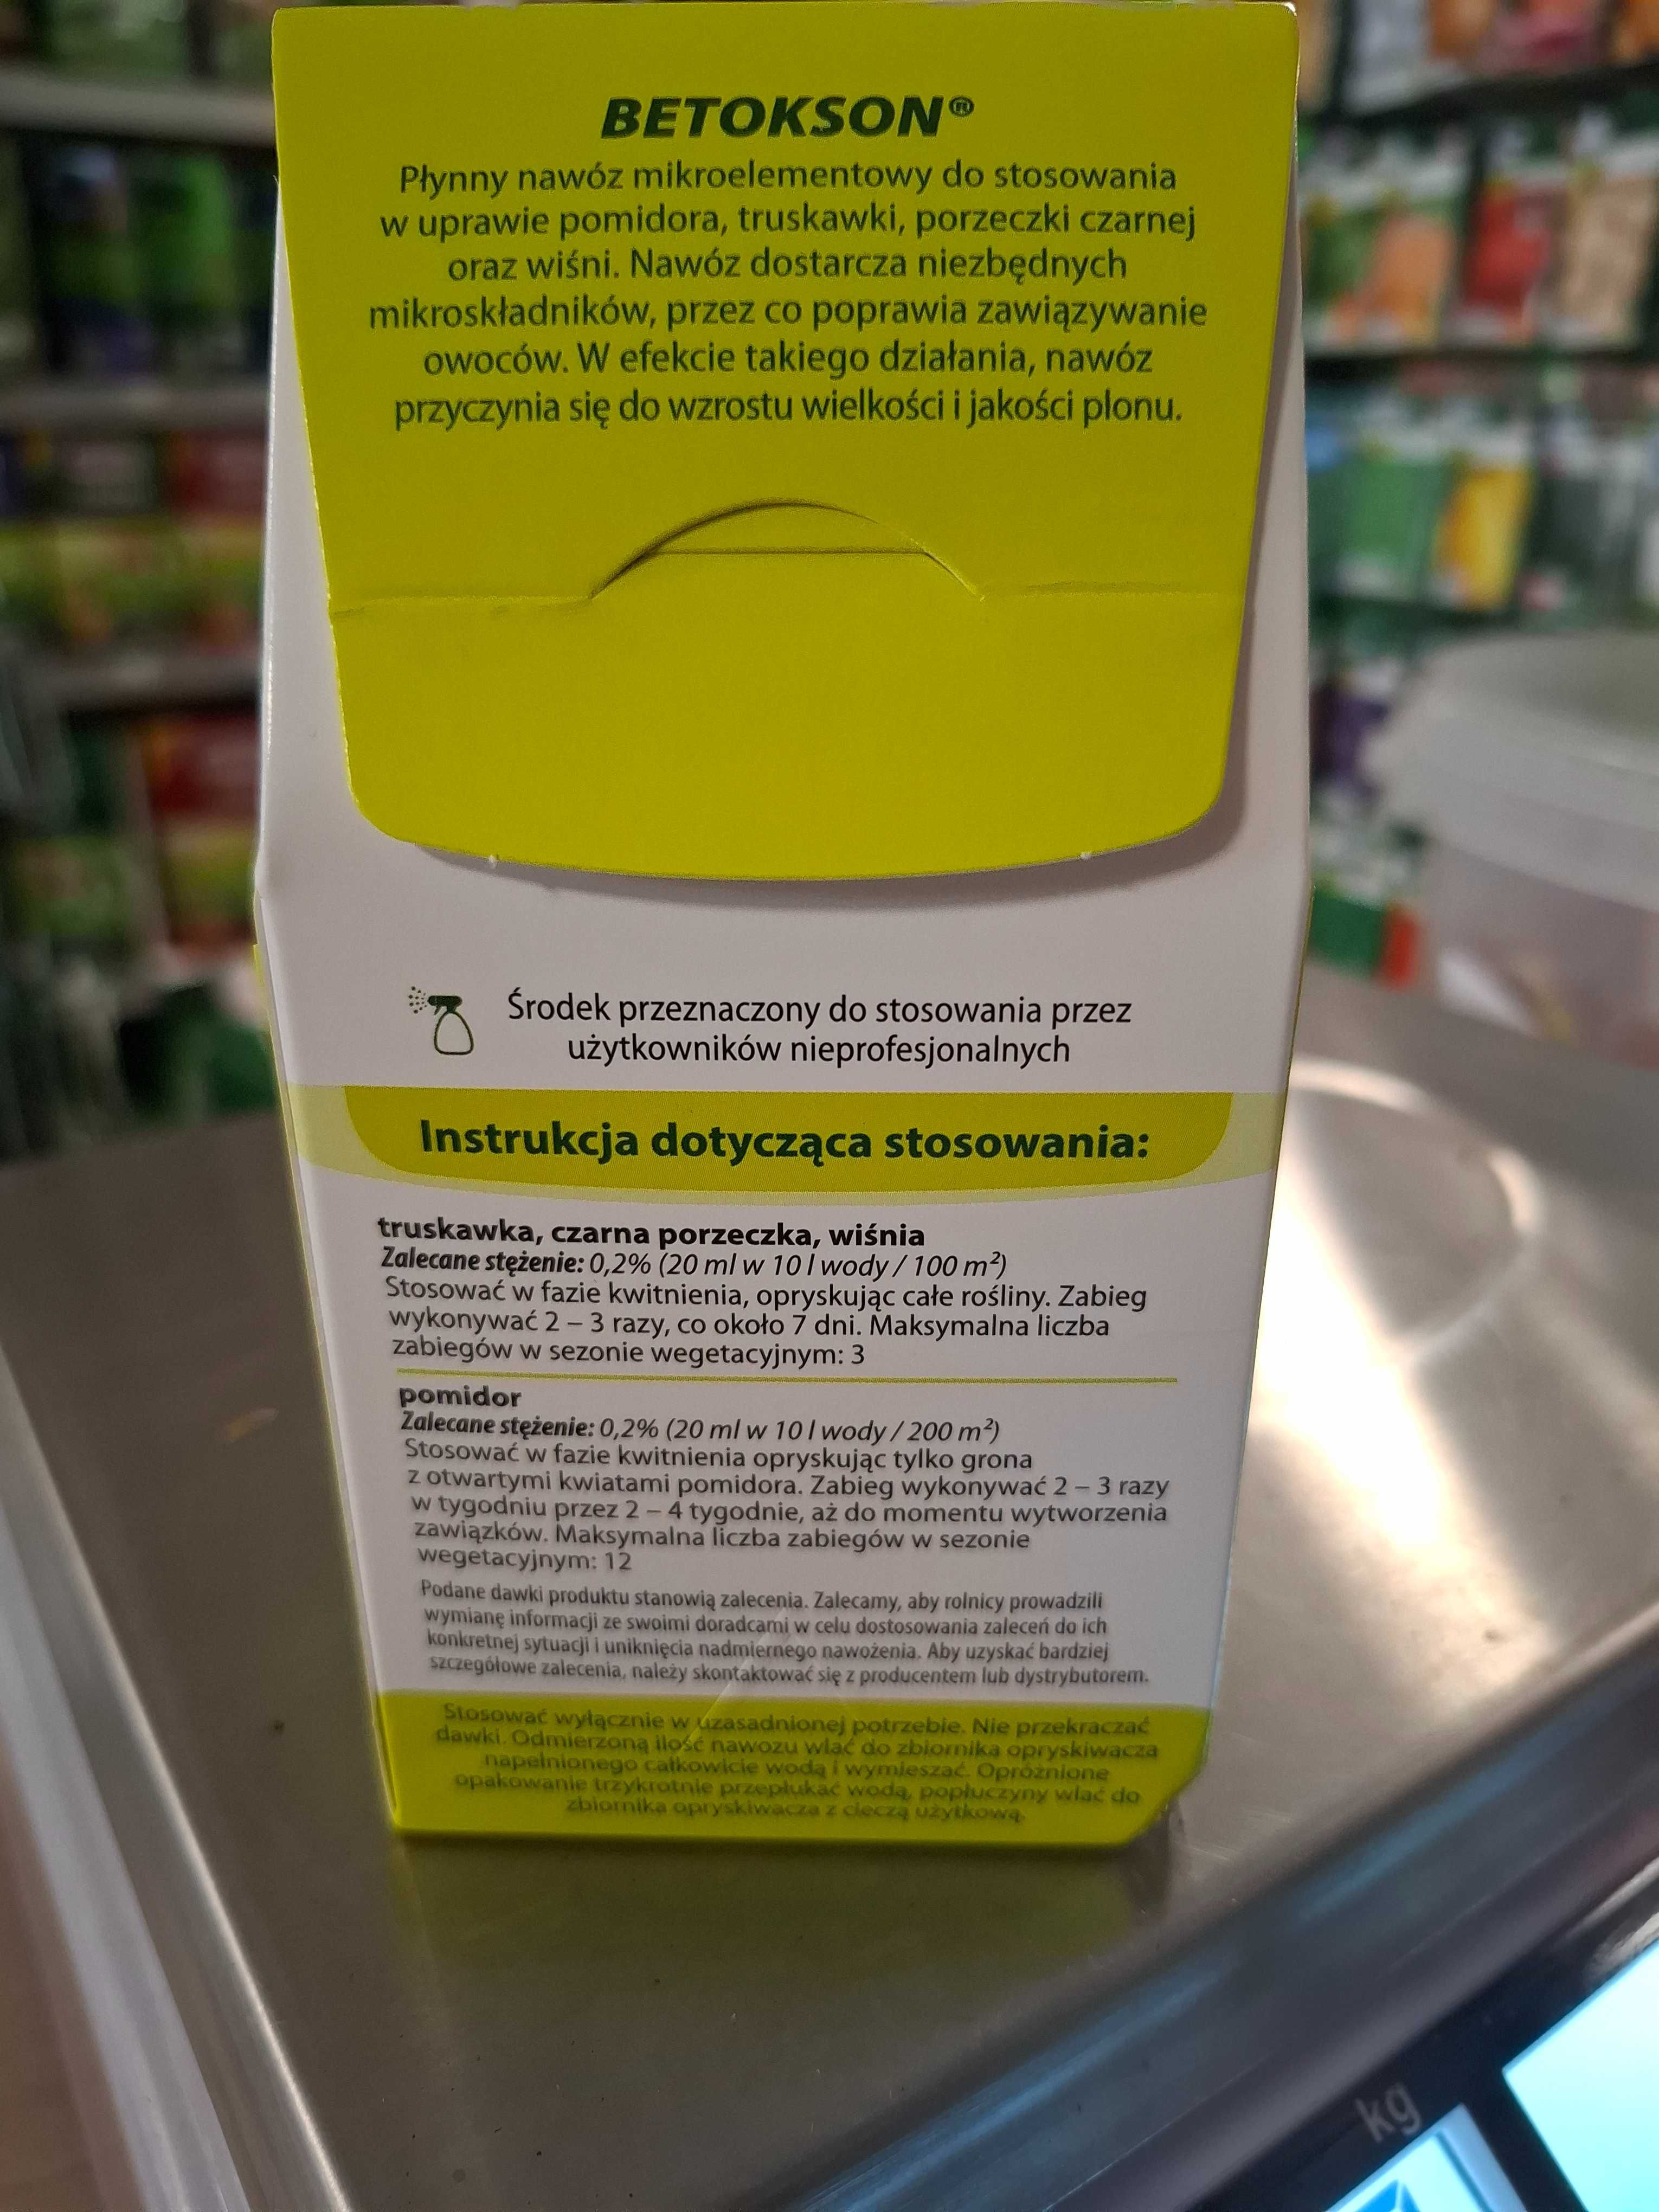 BETOKSON®
Płynny nawóz mikroelementowy do stosowania
w uprawie pomidora, truskawki, porzeczki czarnej
oraz wiśni. Nawóz dostarcza niezbędnych
mikroskładników, przez co poprawia zawiązywanie
owoców. W efekcie takiego działania, nawóz
przyczynia się do wzrostu wielkości i jakości plonu.
Środek przeznaczony do stosowania przez
użytkowników nieprofesjonalnych
Instrukcja dotycząca stosowania:
truskawka, czarna porzeczka, wiśnia
Zalecane stężenie: 0,2% (20 ml w 10 l wody / 100 m²)
Stosować w fazie kwitnienia, opryskując całe rośliny. Zabieg
wykonywać 2 – 3 razy, co około 7 dni. Maksymalna liczba
zabiegów w sezonie wegetacyjnym: 3
pomidor
Zalecane stężenie: 0,2% (20 ml w 10 l wody / 200 m²)
Stosować w fazie kwitnienia opryskując tylko grona
z otwartymi kwiatami pomidora. Zabieg wykonywać 2 – 3 razy
w tygodniu przez 2 – 4 tygodnie, aż do momentu wytworzenia
zawiązków. Maksymalna liczba zabiegów w sezonie
wegetacyjnym: 12
Podane dawki produktu stanowią zalecenia. Zalecamy, aby rolnicy prowadzili
wymianę informacji ze swoimi doradcami w celu dostosowania zaleceń do ich
konkretnej sytuacji i uniknięcia nadmiernego nawożenia. Aby uzyskać bardziej
szczegółowe zalecenia, należy skontaktować się z producentem lub dystrybutorem.
Stosować wyłącznie w uzasadnionej potrzebie. Nie przekraczać
dawki. Odmierzoną ilość nawozu wlać do zbiornika opryskiwacza
napełnionego całkowicie wodą i wymieszać. Opróżnione
opakowanie trzykrotnie przepłukać wodą, popłuczyny wlać do
zbiornika opryskiwacza z cieczą użytkową.
kg